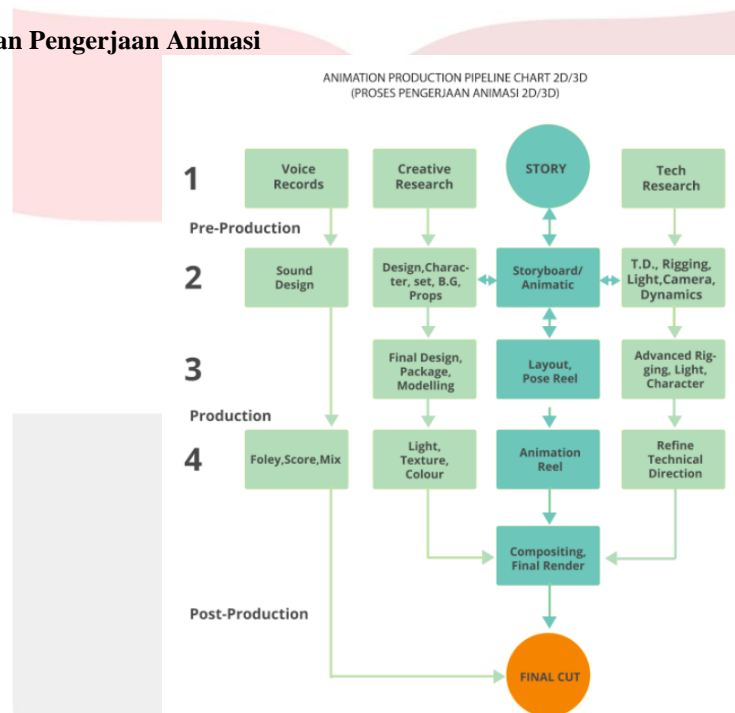 an Pengerjaan Animasi
ANIMATION PRODUCTION PIPELINE CHART 2D/3D
(PROSES PENGERJAAN ANIMASI 2D/3D)
1
Voice
Records
Creative
Research
STORY
Tech
Research
Pre-Production
2
Sound
Design
Design,Charac-
ter, set, B.G,
Props
Storyboard/
Animatic
T.D., Rigging,
Light,Camera,
Dynamics
3
Final Design,
Package,
Modelling
Layout,
Pose Reel
Advanced Rig-
ging, Light,
Character
Production
4
Foley,Score,Mix
Light,
Texture,
Colour
Animation
Reel
Refine
Technical
Direction
Compositing,
Final Render
Post-Production
FINAL CUT